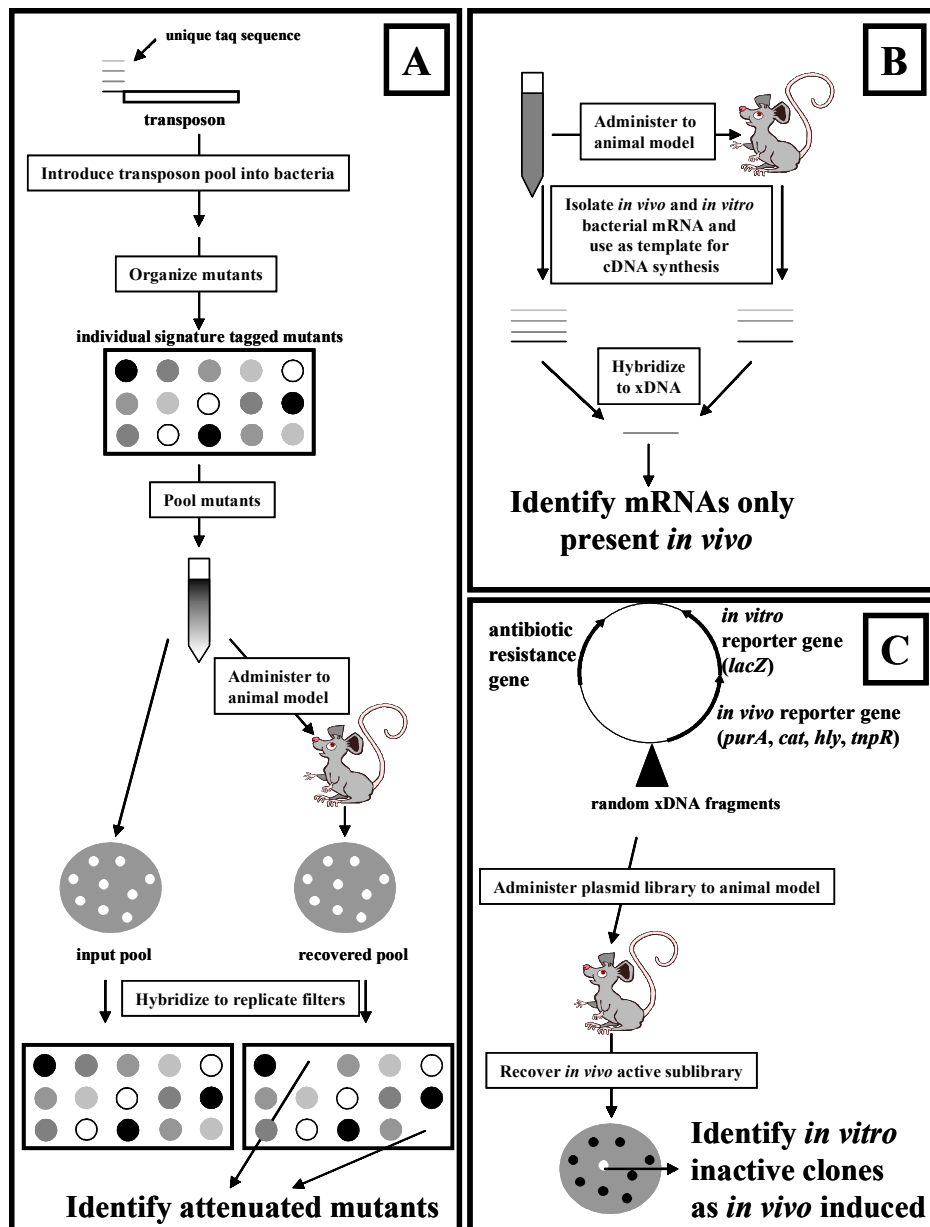 A
unique taq sequence
transposon
Introduce transposon pool into bacteria
Organize mutants
individual signature tagged mutants
Pool mutants
Administer to
animal model
input pool
recovered pool
Hybridize to replicate filters
Identify attenuated mutants
B
Administer to
animal model
Isolate in vivo and in vitro
bacterial mRNA and
use as template for
cDNA synthesis
Hybridize
to xDNA
Identify mRNAs only
present in vivo
C
antibiotic
resistance
gene
in vitro
reporter gene
(lacZ)
in vivo reporter gene
(purA, cat, hly, tnpR)
random xDNA fragments
Administer plasmid library to animal model
Recover in vivo active sublibrary
Identify in vitro
inactive clones
as in vivo induced